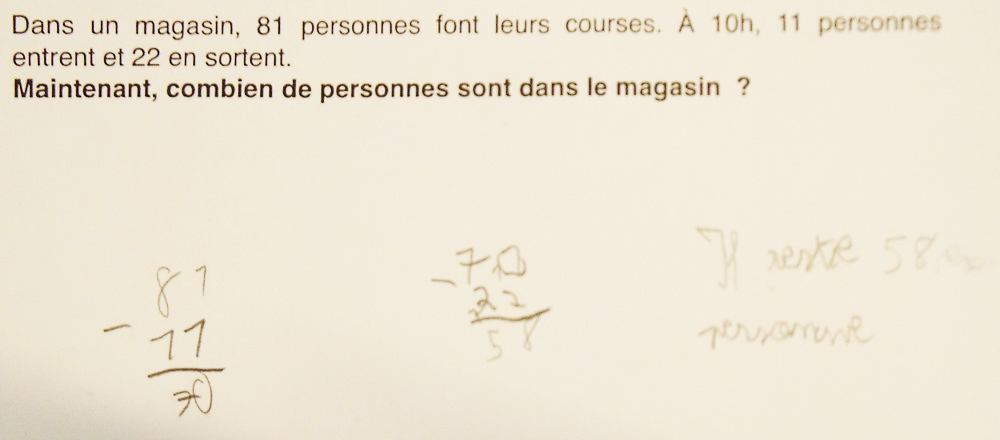 Dans un magasin, 81 personnes font leurs courses. À 10h, 11 personnes
entrent et 22 en sortent.
Maintenant, combien de personnes sont dans le magasin ?
81
- 11
70
- 70
22
58
Il reste 58
personne